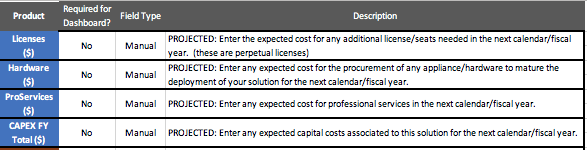 Product Required for Dashboard? Field Type Description
Licenses ($) No Manual PROJECTED: Enter the expected cost for any additional license/seats needed in the next calendar/fiscal
year. (these are perpetual licenses)
Hardware ($) No Manual PROJECTED: Enter any expected cost for the procurement of any appliance/hardware to mature the
deployment of your solution for the next calendar/fiscal year.
ProServices ($) No Manual PROJECTED: Enter any expected cost for professional services in the next calendar/fiscal year.
CAPEX FY Total ($) No Manual PROJECTED: Enter any expected capital costs associated to this solution for the next calendar/fiscal year.